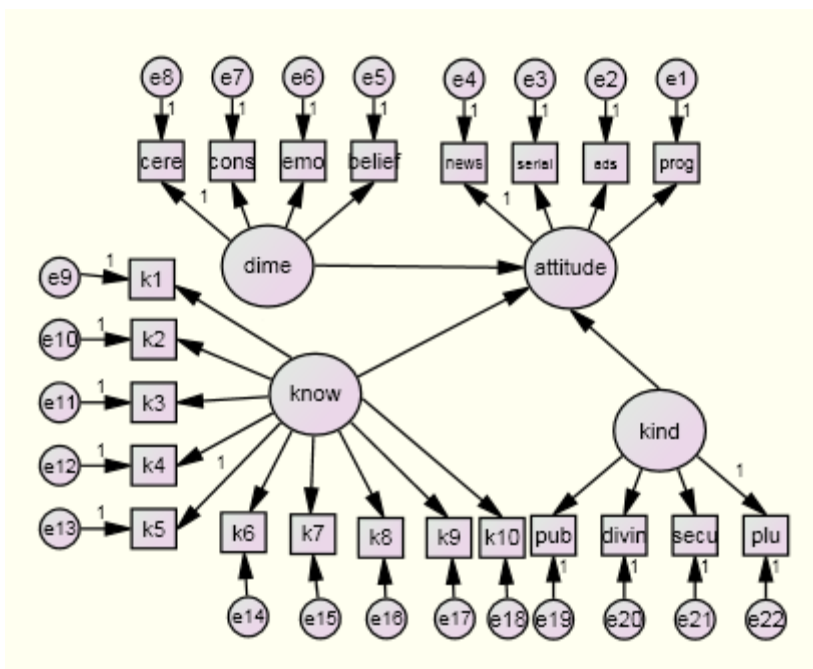 e8 e7 e6 e5 e4 e3 e2 e1
1 1 1 1 1 1 1 1
cere cons emo belief news serial ads prog
1 1
dime attitude
e9 1 k1
e10 1 k2
know
e11 1 k3
kind
e12 1 k4 1
1
e13 1 k5
k6 k7 k8 k9 k10 pub divin secu plu
1 1 1 1
e14 e15 e16 e17 e18 e19 e20 e21 e22